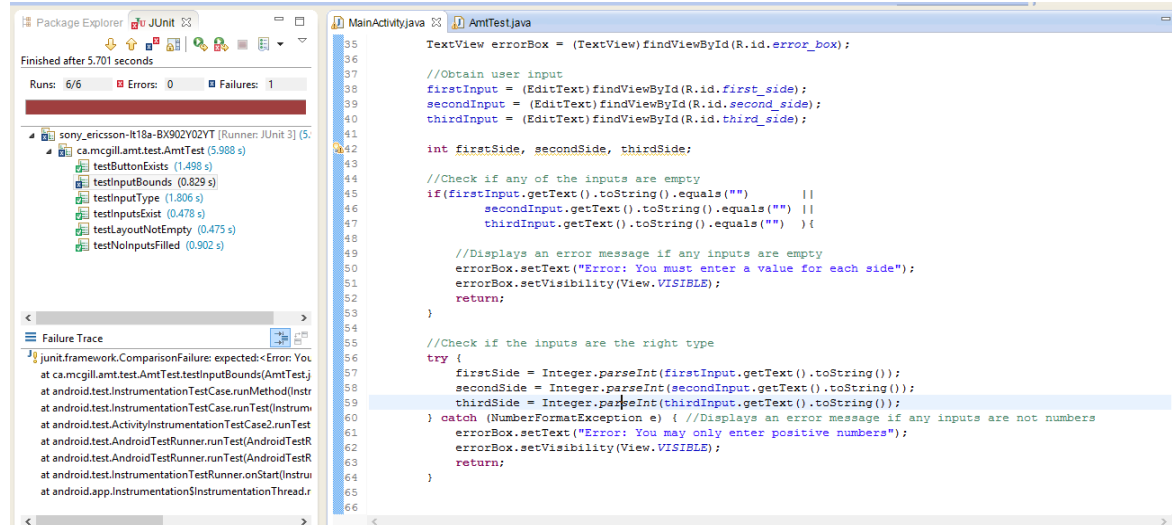 Package Explorer JUnit
Finished after 5.701 seconds
Runs: 6/6 Errors: 0 Failures: 1
sony_ericsson-lt18a-BX902Y02YT [Runner: JUnit 3] (5.
ca.mcgill.amt.test.AmtTest (5.988 s)
testButtonExists (1.498 s)
testInputBounds (0.829 s)
testInputType (1.806 s)
testInputsExist (0.478 s)
testLayoutNotEmpty (0.475 s)
testNoInputsFilled (0.902 s)
Failure Trace
junit.framework.ComparisonFailure: expected:<Error: You
at ca.mcgill.amt.test.AmtTest.testInputBounds(AmtTest.j
at android.test.InstrumentationTestCase.runMethod(Instr
at android.test.InstrumentationTestCase.runTest(Instrum
at android.test.ActivityInstrumentationTestCase2.runTest
at android.test.AndroidTestRunner.runTest(AndroidTestR
at android.test.AndroidTestRunner.runTest(AndroidTestR
at android.test.InstrumentationTestRunner.onStart(Instru
at android.app.Instrumentation$InstrumentationThread.r
MainActivity.java AmtTest.java
35 TextView errorBox = (TextView)findViewById(R.id.error_box);
36
37 //Obtain user input
38 firstInput = (EditText)findViewById(R.id.first_side);
39 secondInput = (EditText)findViewById(R.id.second_side);
40 thirdInput = (EditText)findViewById(R.id.third_side);
41
42 int firstSide, secondSide, thirdSide;
43
44 //Check if any of the inputs are empty
45 if(firstInput.getText().toString().equals("") ||
46 secondInput.getText().toString().equals("") ||
47 thirdInput.getText().toString().equals("") ){
48
49 //Displays an error message if any inputs are empty
50 errorBox.setText("Error: You must enter a value for each side");
51 errorBox.setVisibility(View.VISIBLE);
52 return;
53 }
54
55 //Check if the inputs are the right type
56 try {
57 firstSide = Integer.parseInt(firstInput.getText().toString());
58 secondSide = Integer.parseInt(secondInput.getText().toString());
59 thirdSide = Integer.parseInt(thirdInput.getText().toString());
60 } catch (NumberFormatException e) { //Displays an error message if any inputs are not numbers
61 errorBox.setText("Error: You may only enter positive numbers");
62 errorBox.setVisibility(View.VISIBLE);
63 return;
64 }
65
66